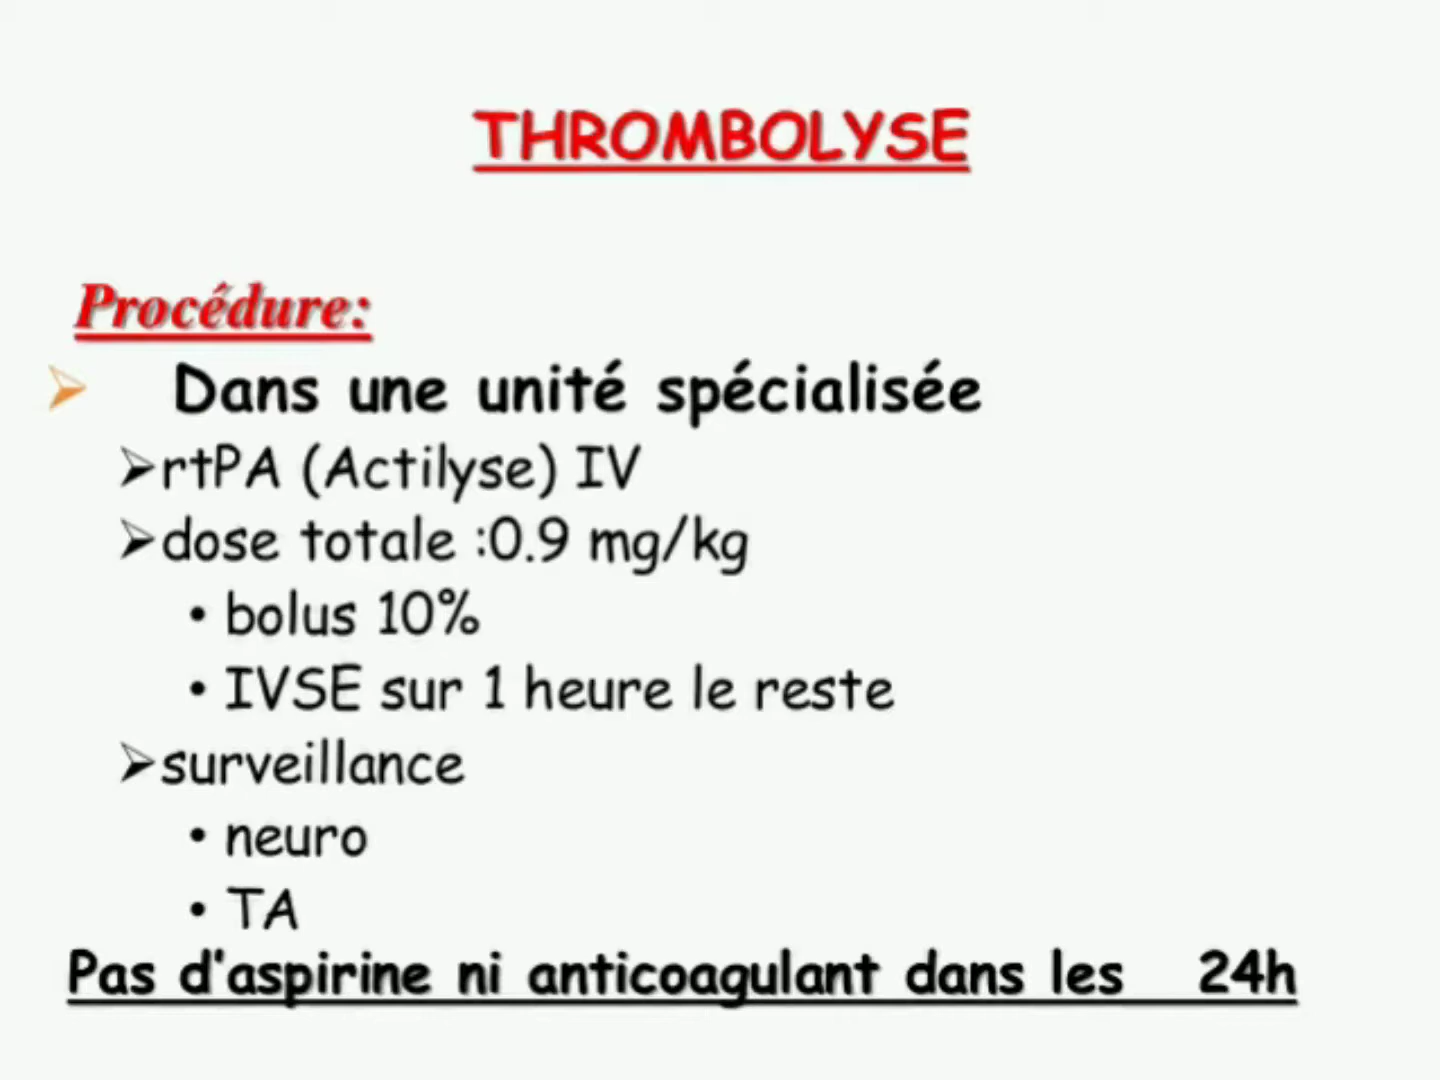 THROMBOLYSE
Procédure:
➢ Dans une unité spécialisée
➢rtPA (Actilyse) IV
➢dose totale :0.9 mg/kg
• bolus 10%
• IVSE sur 1 heure le reste
➢surveillance
• neuro
• TA
Pas d'aspirine ni anticoagulant dans les 24h